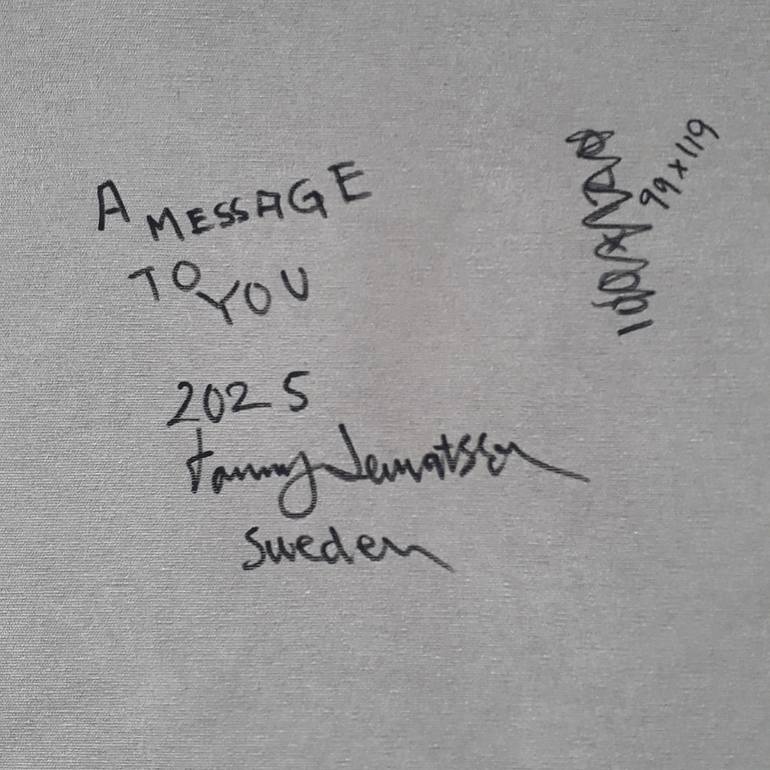 A MESSAGE
TO YOU
2025
Sweden
99x119